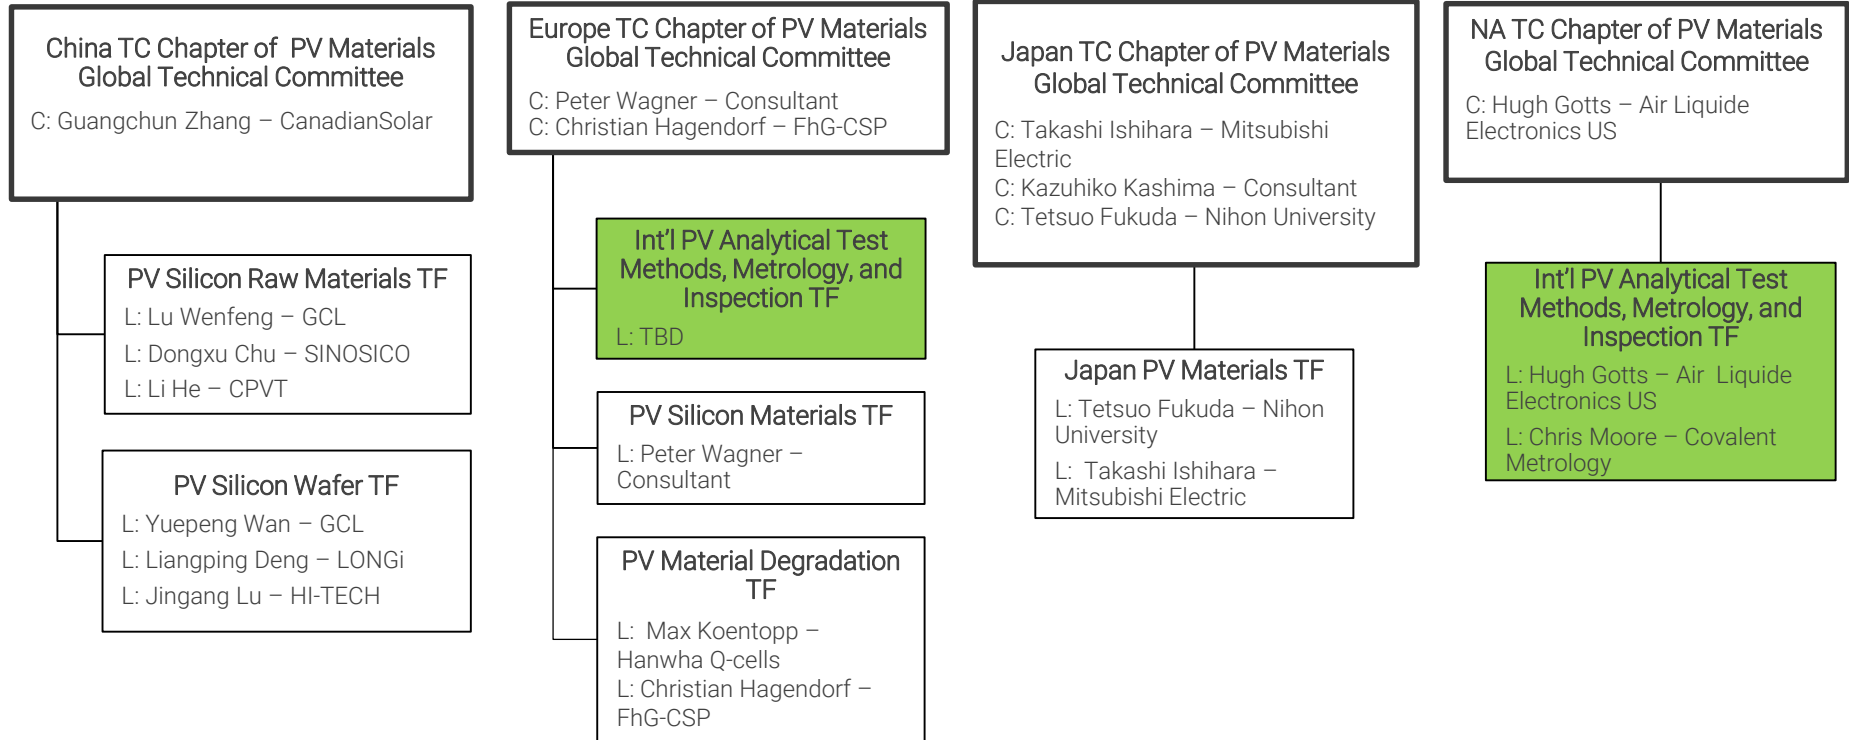 China TC Chapter of PV Materials
Global Technical Committee
C: Guangchun Zhang – CanadianSolar
PV Silicon Raw Materials TF
L: Lu Wenfeng – GCL
L: Dongxu Chu – SINOSICO
L: Li He – CPVT
PV Silicon Wafer TF
L: Yuepeng Wan – GCL
L: Liangping Deng – LONGi
L: Jingang Lu – HI-TECH
Europe TC Chapter of PV Materials
Global Technical Committee
C: Peter Wagner – Consultant
C: Christian Hagendorf – FhG-CSP
Int’l PV Analytical Test
Methods, Metrology, and
Inspection TF
L: TBD
PV Silicon Materials TF
L: Peter Wagner –
Consultant
PV Material Degradation
TF
L: Max Koentopp –
Hanwha Q-cells
L: Christian Hagendorf –
FhG-CSP
Japan TC Chapter of PV Materials
Global Technical Committee
C: Takashi Ishihara – Mitsubishi
Electric
C: Kazuhiko Kashima – Consultant
C: Tetsuo Fukuda – Nihon University
Japan PV Materials TF
L: Tetsuo Fukuda – Nihon
University
L: Takashi Ishihara –
Mitsubishi Electric
NA TC Chapter of PV Materials
Global Technical Committee
C: Hugh Gotts – Air Liquide
Electronics US
Int’l PV Analytical Test
Methods, Metrology, and
Inspection TF
L: Hugh Gotts – Air Liquide
Electronics US
L: Chris Moore – Covalent
Metrology